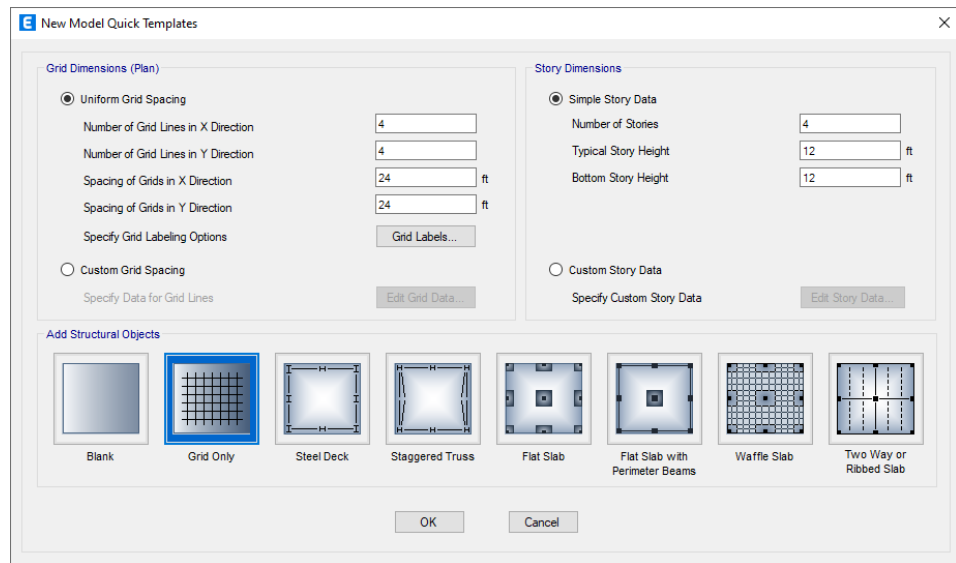 E New Model Quick Templates
Grid Dimensions (Plan)
Uniform Grid Spacing
Number of Grid Lines in X Direction 4
Number of Grid Lines in Y Direction 4
Spacing of Grids in X Direction 24 ft
Spacing of Grids in Y Direction 24 ft
Specify Grid Labeling Options Grid Labels...
Custom Grid Spacing
Specify Data for Grid Lines Edit Grid Data...
Story Dimensions
Simple Story Data
Number of Stories 4
Typical Story Height 12 ft
Bottom Story Height 12 ft
Custom Story Data
Specify Custom Story Data Edit Story Data...
Add Structural Objects
Blank
Grid Only
Steel Deck
Staggered Truss
Flat Slab
Flat Slab with
Perimeter Beams
Waffle Slab
Two Way or
Ribbed Slab
OK
Cancel